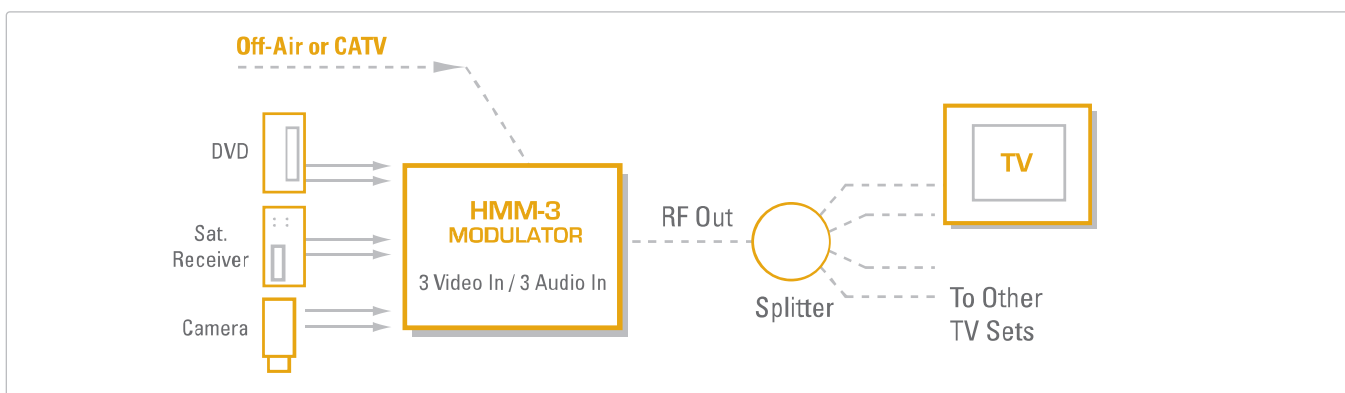 Off-Air or CATV
DVD
Sat.
Receiver
Camera
HMM-3
MODULATOR
3 Video In / 3 Audio In
RF Out
Splitter
TV
To Other
TV Sets